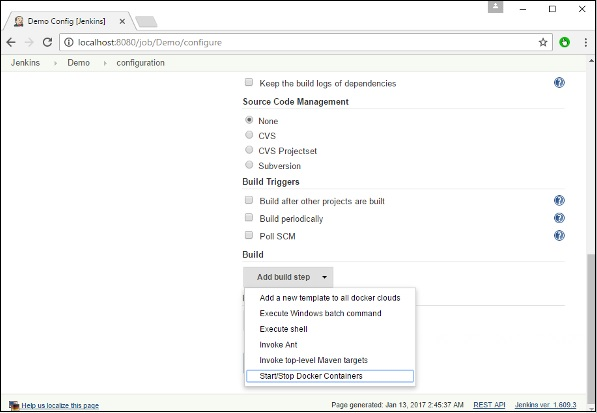 Demo Config [Jenkins]
localhost:8080/job/Demo/configure
Jenkins Demo configuration
Keep the build logs of dependencies
Source Code Management
None
CVS
CVS Projectset
Subversion
Build Triggers
Build after other projects are built
Build periodically
Poll SCM
Build
Add build step
Add a new template to all docker clouds
Execute Windows batch command
Execute shell
Invoke Ant
Invoke top-level Maven targets
Start/Stop Docker Containers
Help us localize this page Page generated: Jan 13, 2017 2:45:37 AM REST API Jenkins ver. 1.609.3